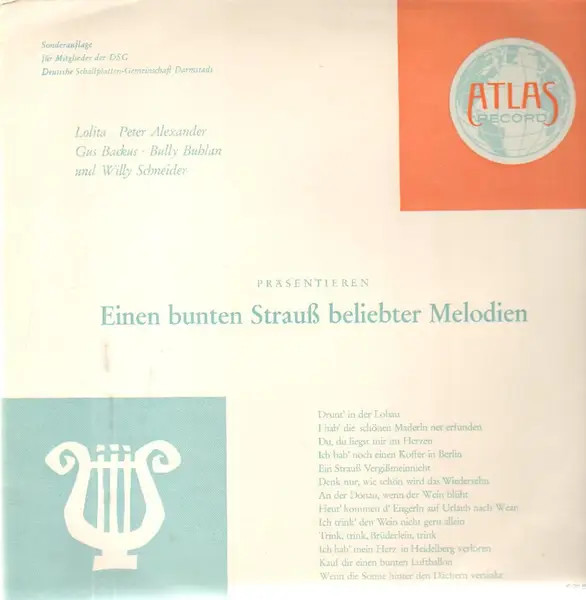 Sonderauflage
für Mitglieder der DSG
Deutsche Schallplatten-Gemeinschaft Darmstadt
ATLAS
RECORD
Lolita · Peter Alexander
Gus Backus · Bully Buhlan
und Willy Schneider
PRÄSENTIEREN
Einen bunten Strauß beliebter Melodien
Drunt' in der Lobau
I hab' die schönen Maderln net erfunden
Du, du liegst mir im Herzen
Ich hab' noch einen Koffer in Berlin
Ein Strauß Vergißmeinnicht
Denk nur, wie schön wird das Wiedersehn
An der Donau, wenn der Wein blüht
Heut' kommen d' Engerln auf Urlaub nach Wean
Ich trink' den Wein nicht gern allein
Trink, trink, Brüderlein, trink
Ich hab' mein Herz in Heidelberg verloren
Kauf dir einen bunten Luftballon
Wenn die Sonne hinter den Dächern versinkt